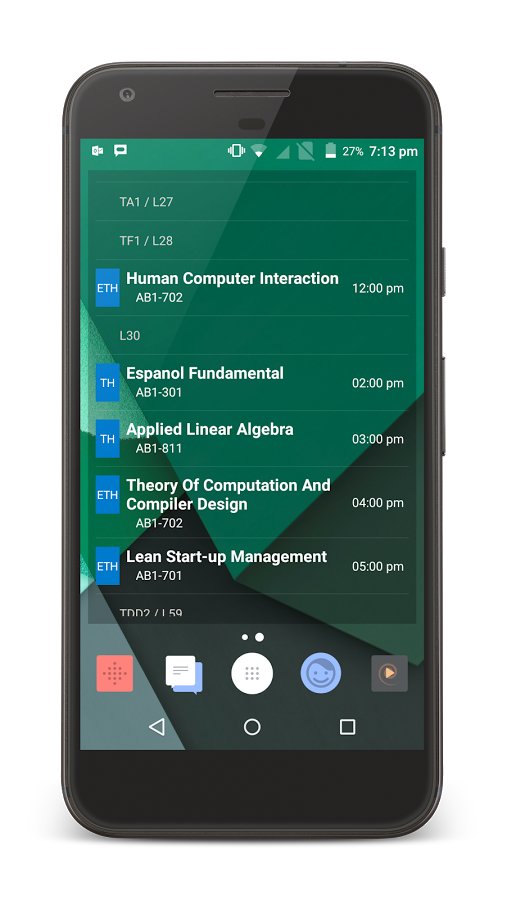 27% 7:13 pm
TA1 / L27
TF1 / L28
ETH Human Computer Interaction 12:00 pm
AB1-702
L30
TH Espanol Fundamental 02:00 pm
AB1-301
TH Applied Linear Algebra 03:00 pm
AB1-811
ETH Theory Of Computation And
Compiler Design 04:00 pm
AB1-702
ETH Lean Start-up Management 05:00 pm
AB1-701
TDD2 / L59